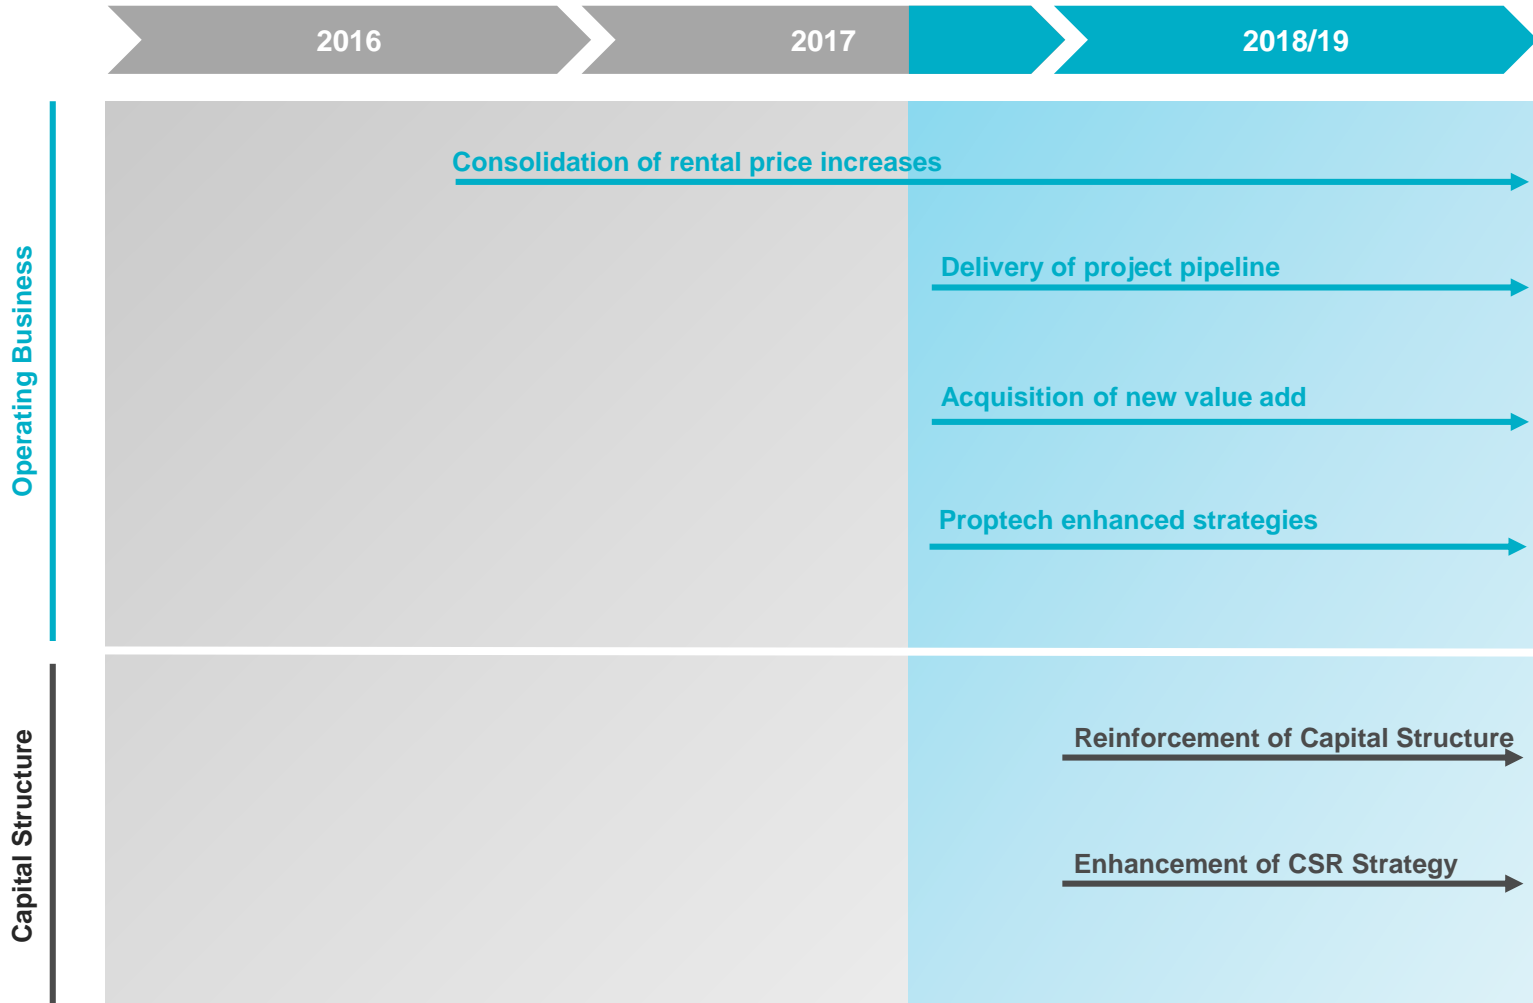 2016
2017
2018/19
Operating Business
Consolidation of rental price increases
Delivery of project pipeline
Acquisition of new value add
Proptech enhanced strategies
Capital Structure
Reinforcement of Capital Structure
Enhancement of CSR Strategy